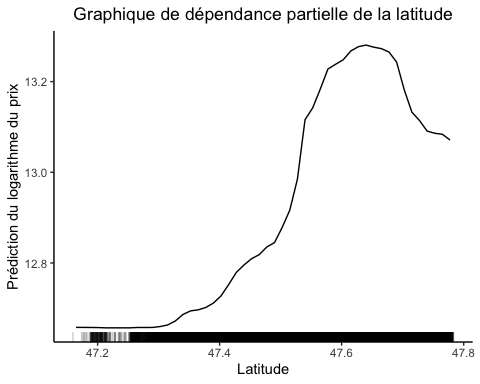 Graphique de dépendance partielle de la latitude
Prédiction du logarithme du prix
13.2
13.0
12.8
47.2 47.4 47.6 47.8
Latitude